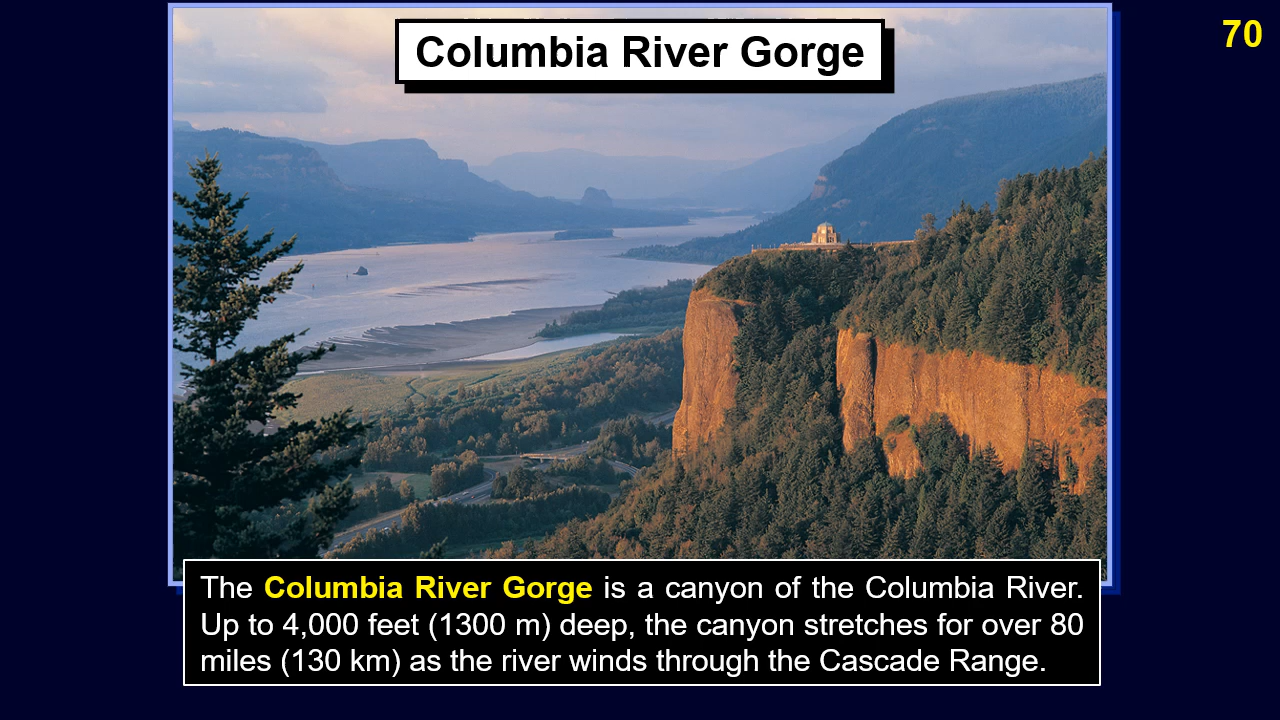 Columbia River Gorge
70
The Columbia River Gorge is a canyon of the Columbia River.
Up to 4,000 feet (1300 m) deep, the canyon stretches for over 80
miles (130 km) as the river winds through the Cascade Range.